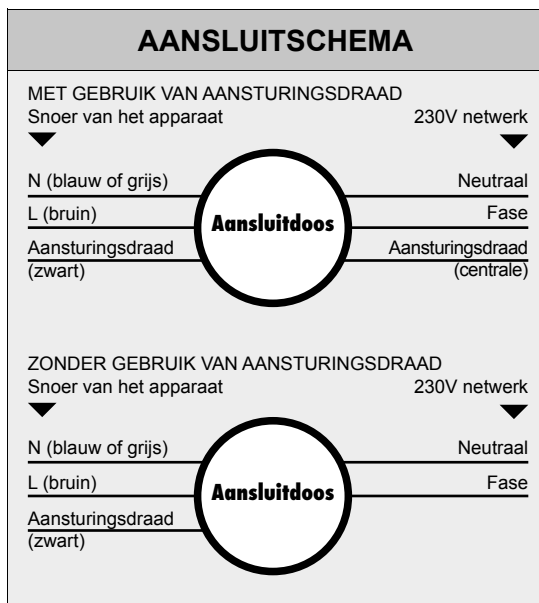 AANSLUITSCHEMA
MET GEBRUIK VAN AANSTURINGSDRAAD
Snoer van het apparaat 230V netwerk
N (blauw of grijs) Neutraal
L (bruin) Fase
Aansluitdoos
Aansturingsdraad Aansturingsdraad
(zwart) (centrale)
ZONDER GEBRUIK VAN AANSTURINGSDRAAD
Snoer van het apparaat 230V netwerk
N (blauw of grijs) Neutraal
L (bruin) Fase
Aansluitdoos
Aansturingsdraad
(zwart)